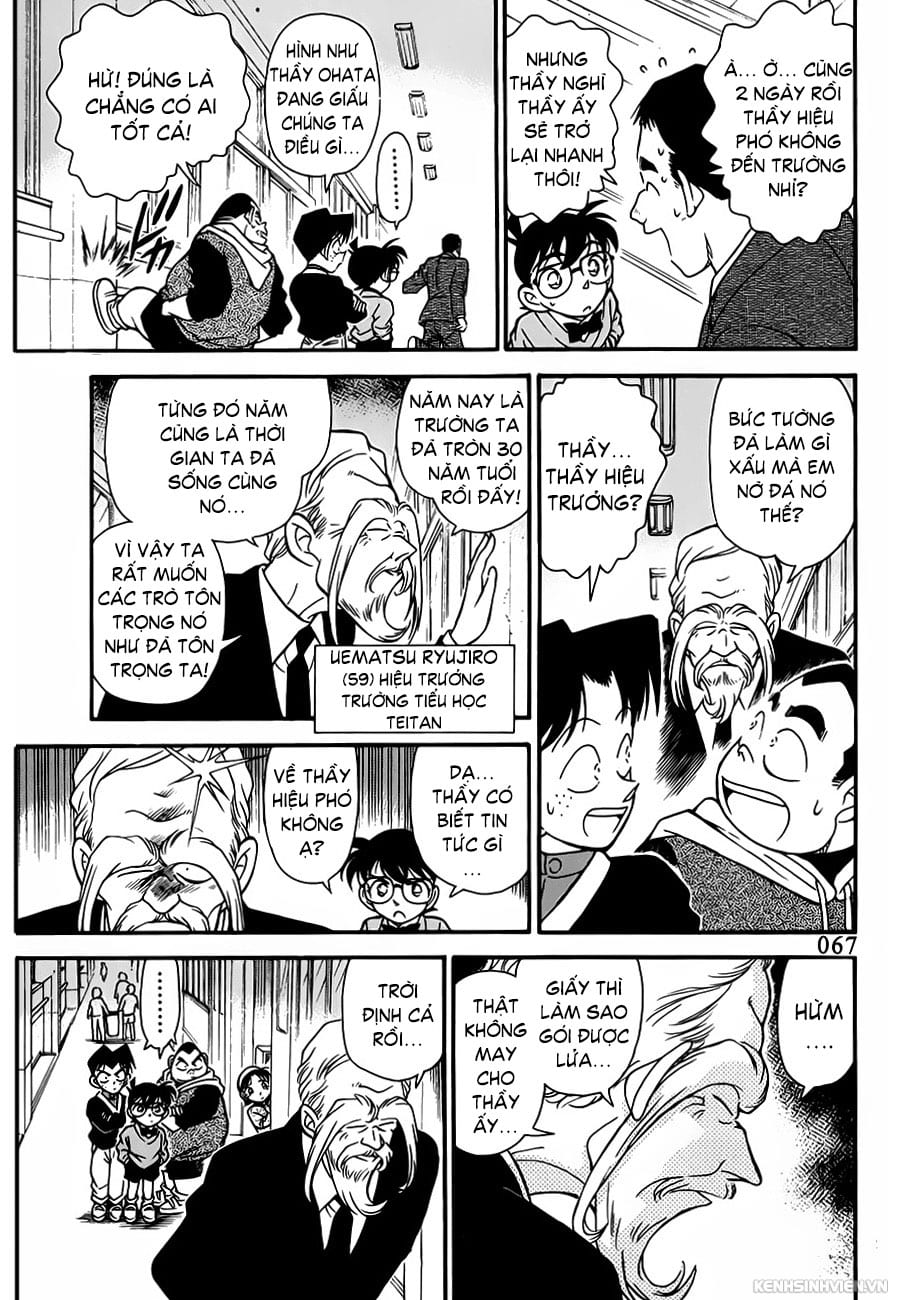 À... Ờ... CŨNG
2 NGÀY RỒI
THẦY HIỆU
PHÓ KHÔNG
ĐẾN TRƯỜNG
NHỈ?
NHƯNG
THẦY NGHĨ
THẦY ẤY
SẼ TRỞ
LẠI NHANH
THÔI!
HÌNH NHƯ
THẦY OHATA
ĐANG GIẤU
CHÚNG TA
ĐIỀU GÌ...
HỪ! ĐÚNG LÀ
CHẲNG CÓ AI
TỐT CẢ!
BỨC TƯỜNG
ĐÃ LÀM GÌ
XẤU MÀ EM
NỠ ĐÁ NÓ
THẾ?
THẦY...
THẦY HIỆU
TRƯỞNG?
NĂM NAY LÀ
TRƯỜNG TA
ĐÃ TRÒN 30
NĂM TUỔI
RỒI ĐẤY!
TỪNG ĐÓ NĂM
CŨNG LÀ THỜI
GIAN TA ĐÃ
SỐNG CÙNG
NÓ...
VÌ VẬY TA
RẤT MUỐN
CÁC TRÒ TÔN
TRỌNG NÓ
NHƯ ĐÃ TÔN
TRỌNG TA!
UEMATSU RYUJIRO
(59) HIỆU TRƯỞNG
TRƯỜNG TIỂU HỌC
TEITAN
DẠ...
THẦY CÓ
BIẾT TIN
TỨC GÌ
...
VỀ THẦY
HIỆU PHÓ
KHÔNG
Ạ?
067
HỪM
....
GIẤY THÌ
LÀM SAO
GÓI ĐƯỢC
LỬA...
THẬT KHÔNG
MAY CHO
THẦY
ẤY...
TRỜI
ĐỊNH CẢ
RỒI...
KENHSINHVIEN.VN